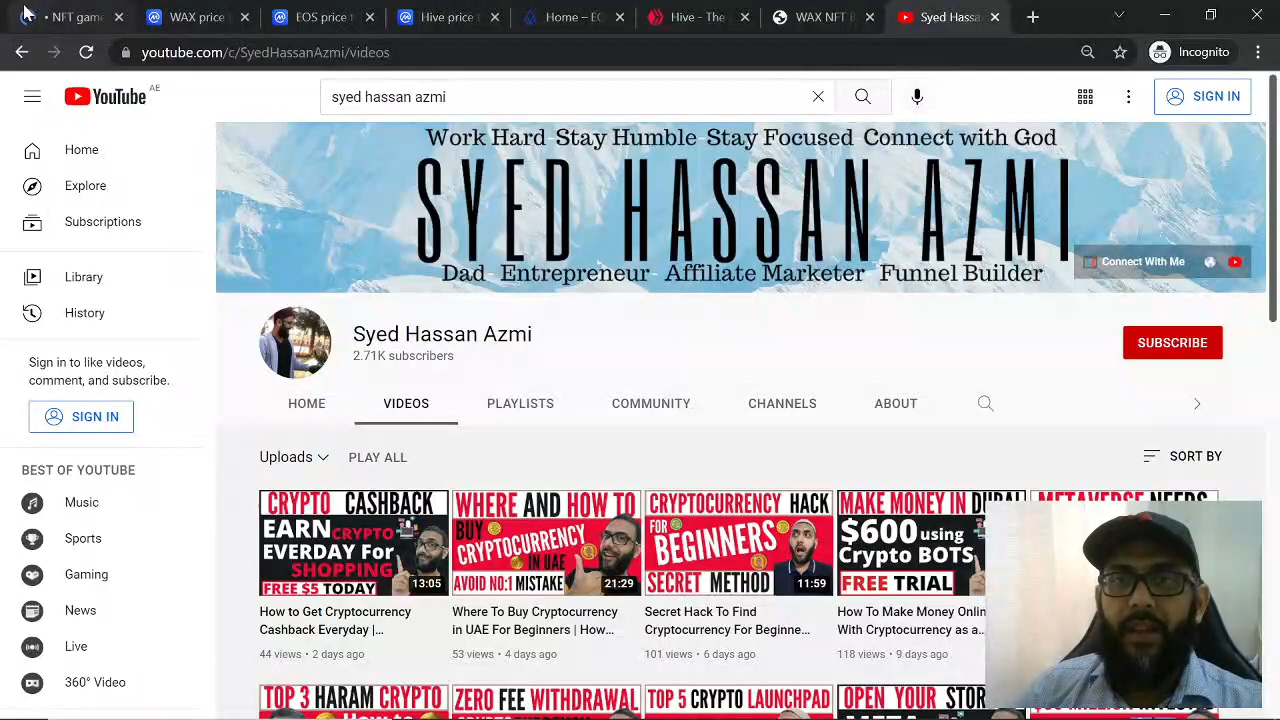 NFT game
WAX price t
EOS price t
Hive price t
Home – EO
Hive - The
WAX NFT
Syed Hassa
youtube.com/c/SyedHassanAzmi/videos
Incognito
YouTube AE
syed hassan azmi
SIGN IN
Home
Explore
Subscriptions
Library
History
Sign in to like videos,
comment, and subscribe.
SIGN IN
BEST OF YOUTUBE
Music
Sports
Gaming
News
Live
360° Video
Work Hard-Stay Humble-Stay Focused-Connect with God
SYED HASSAN AZMI
Dad- Entrepreneur- Affiliate Marketer- Funnel Builder
Connect With Me
Syed Hassan Azmi
2.71K subscribers
SUBSCRIBE
HOME
VIDEOS
PLAYLISTS
COMMUNITY
CHANNELS
ABOUT
Uploads
PLAY ALL
SORT BY
CRYPTO CASHBACK
EARN CRYPTO
EVERDAY For
SHOPPING
FREE $5 TODAY
13:05
How to Get Cryptocurrency
Cashback Everyday |...
44 views • 2 days ago
WHERE AND HOW TO
BUY
CRYPTOCURRENCY
IN UAE
AVOID NO:1 MISTAKE
21:29
Where To Buy Cryptocurrency
in UAE For Beginners | How...
53 views • 4 days ago
CRYPTOCURRENCY HACK
FOR
BEGINNERS
SECRET METHOD
11:59
Secret Hack To Find
Cryptocurrency For Beginne...
101 views • 6 days ago
MAKE MONEY IN DUBAI
$600 using
Crypto BOTS
FREE TRIAL
How To Make Money Onlin
With Cryptocurrency as a..
118 views • 9 days ago
METAVERSE NEEDS
TOP 3 HARAM CRYPTO
ZERO FEE WITHDRAWAL
TOP 5 CRYPTO LAUNCHPAD
OPEN YOUR STOR
META